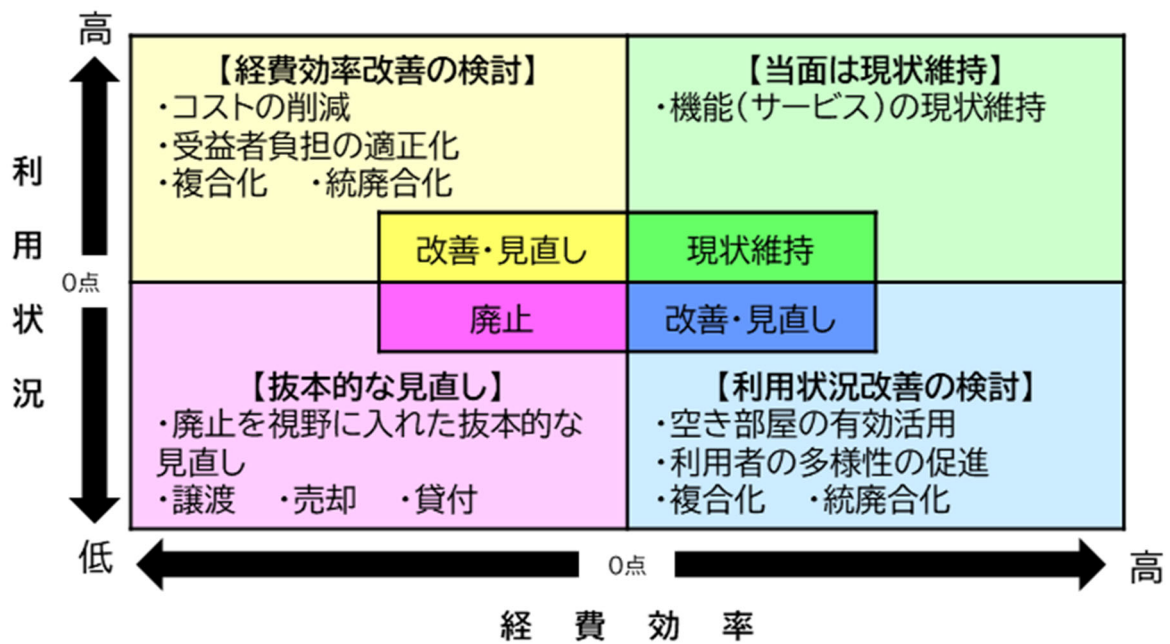 高
利用状況
0点
低
【経費効率改善の検討】
・コストの削減
・受益者負担の適正化
・複合化　・統廃合化
改善・見直し
【当面は現状維持】
・機能(サービス)の現状維持
現状維持
廃止
【抜本的な見直し】
・廃止を視野に入れた抜本的な
見直し
・譲渡　・売却　・貸付
改善・見直し
【利用状況改善の検討】
・空き部屋の有効活用
・利用者の多様性の促進
・複合化　・統廃合化
0点
高
経費効率